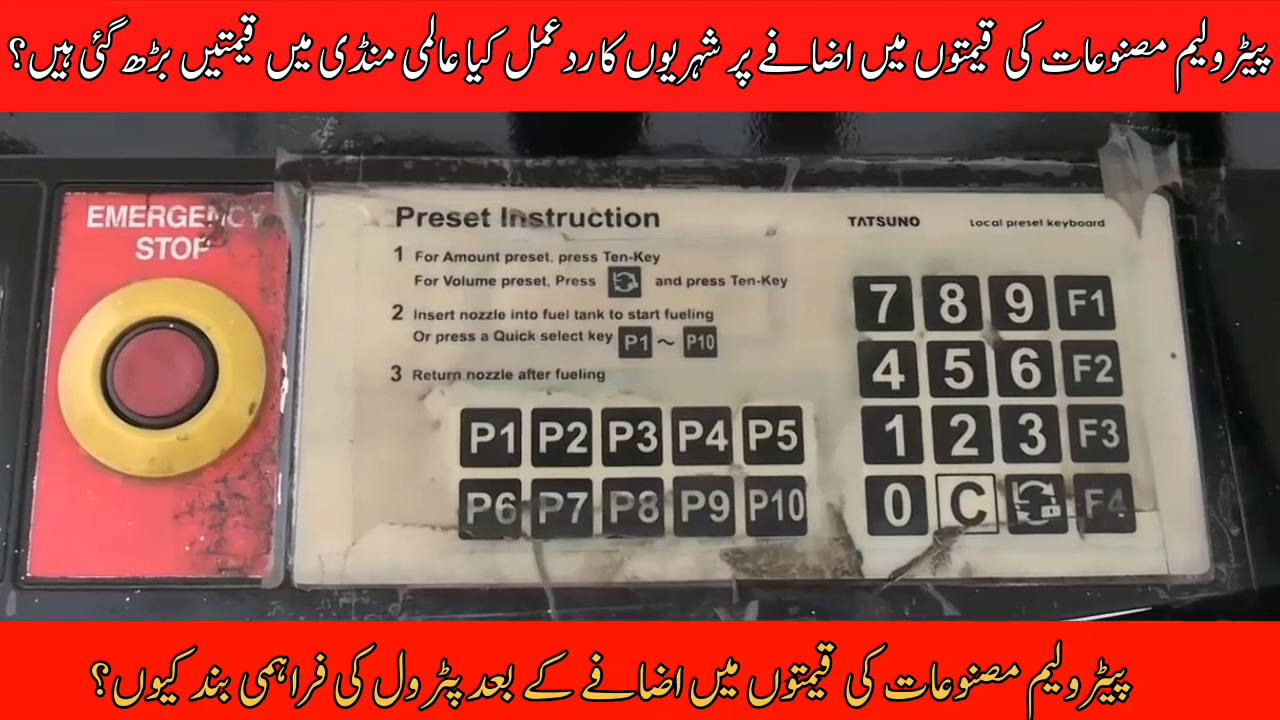 پیٹرولیم مصنوعات کی قیمتوں میں اضافے پر شہریوں کا رد عمل کیا عالمی منڈی میں قیمتیں بڑھ گئی ہیں؟
EMERGENCY
STOP
Preset Instruction
TATSUNO Local preset keyboard
1 For Amount preset, press Ten-Key
For Volume preset, Press and press Ten-Key
2 Insert nozzle into fuel tank to start fueling
Or press a Quick select key P1 ~ P10
3 Return nozzle after fueling
7 8 9 F1
4 5 6 F2
1 2 3 F3
0 C F4
P1 P2 P3 P4 P5
P6 P7 P8 P9 P10
پیٹرولیم مصنوعات کی قیمتوں میں اضافے کے بعد پٹرول کی فراہمی بند کیوں؟